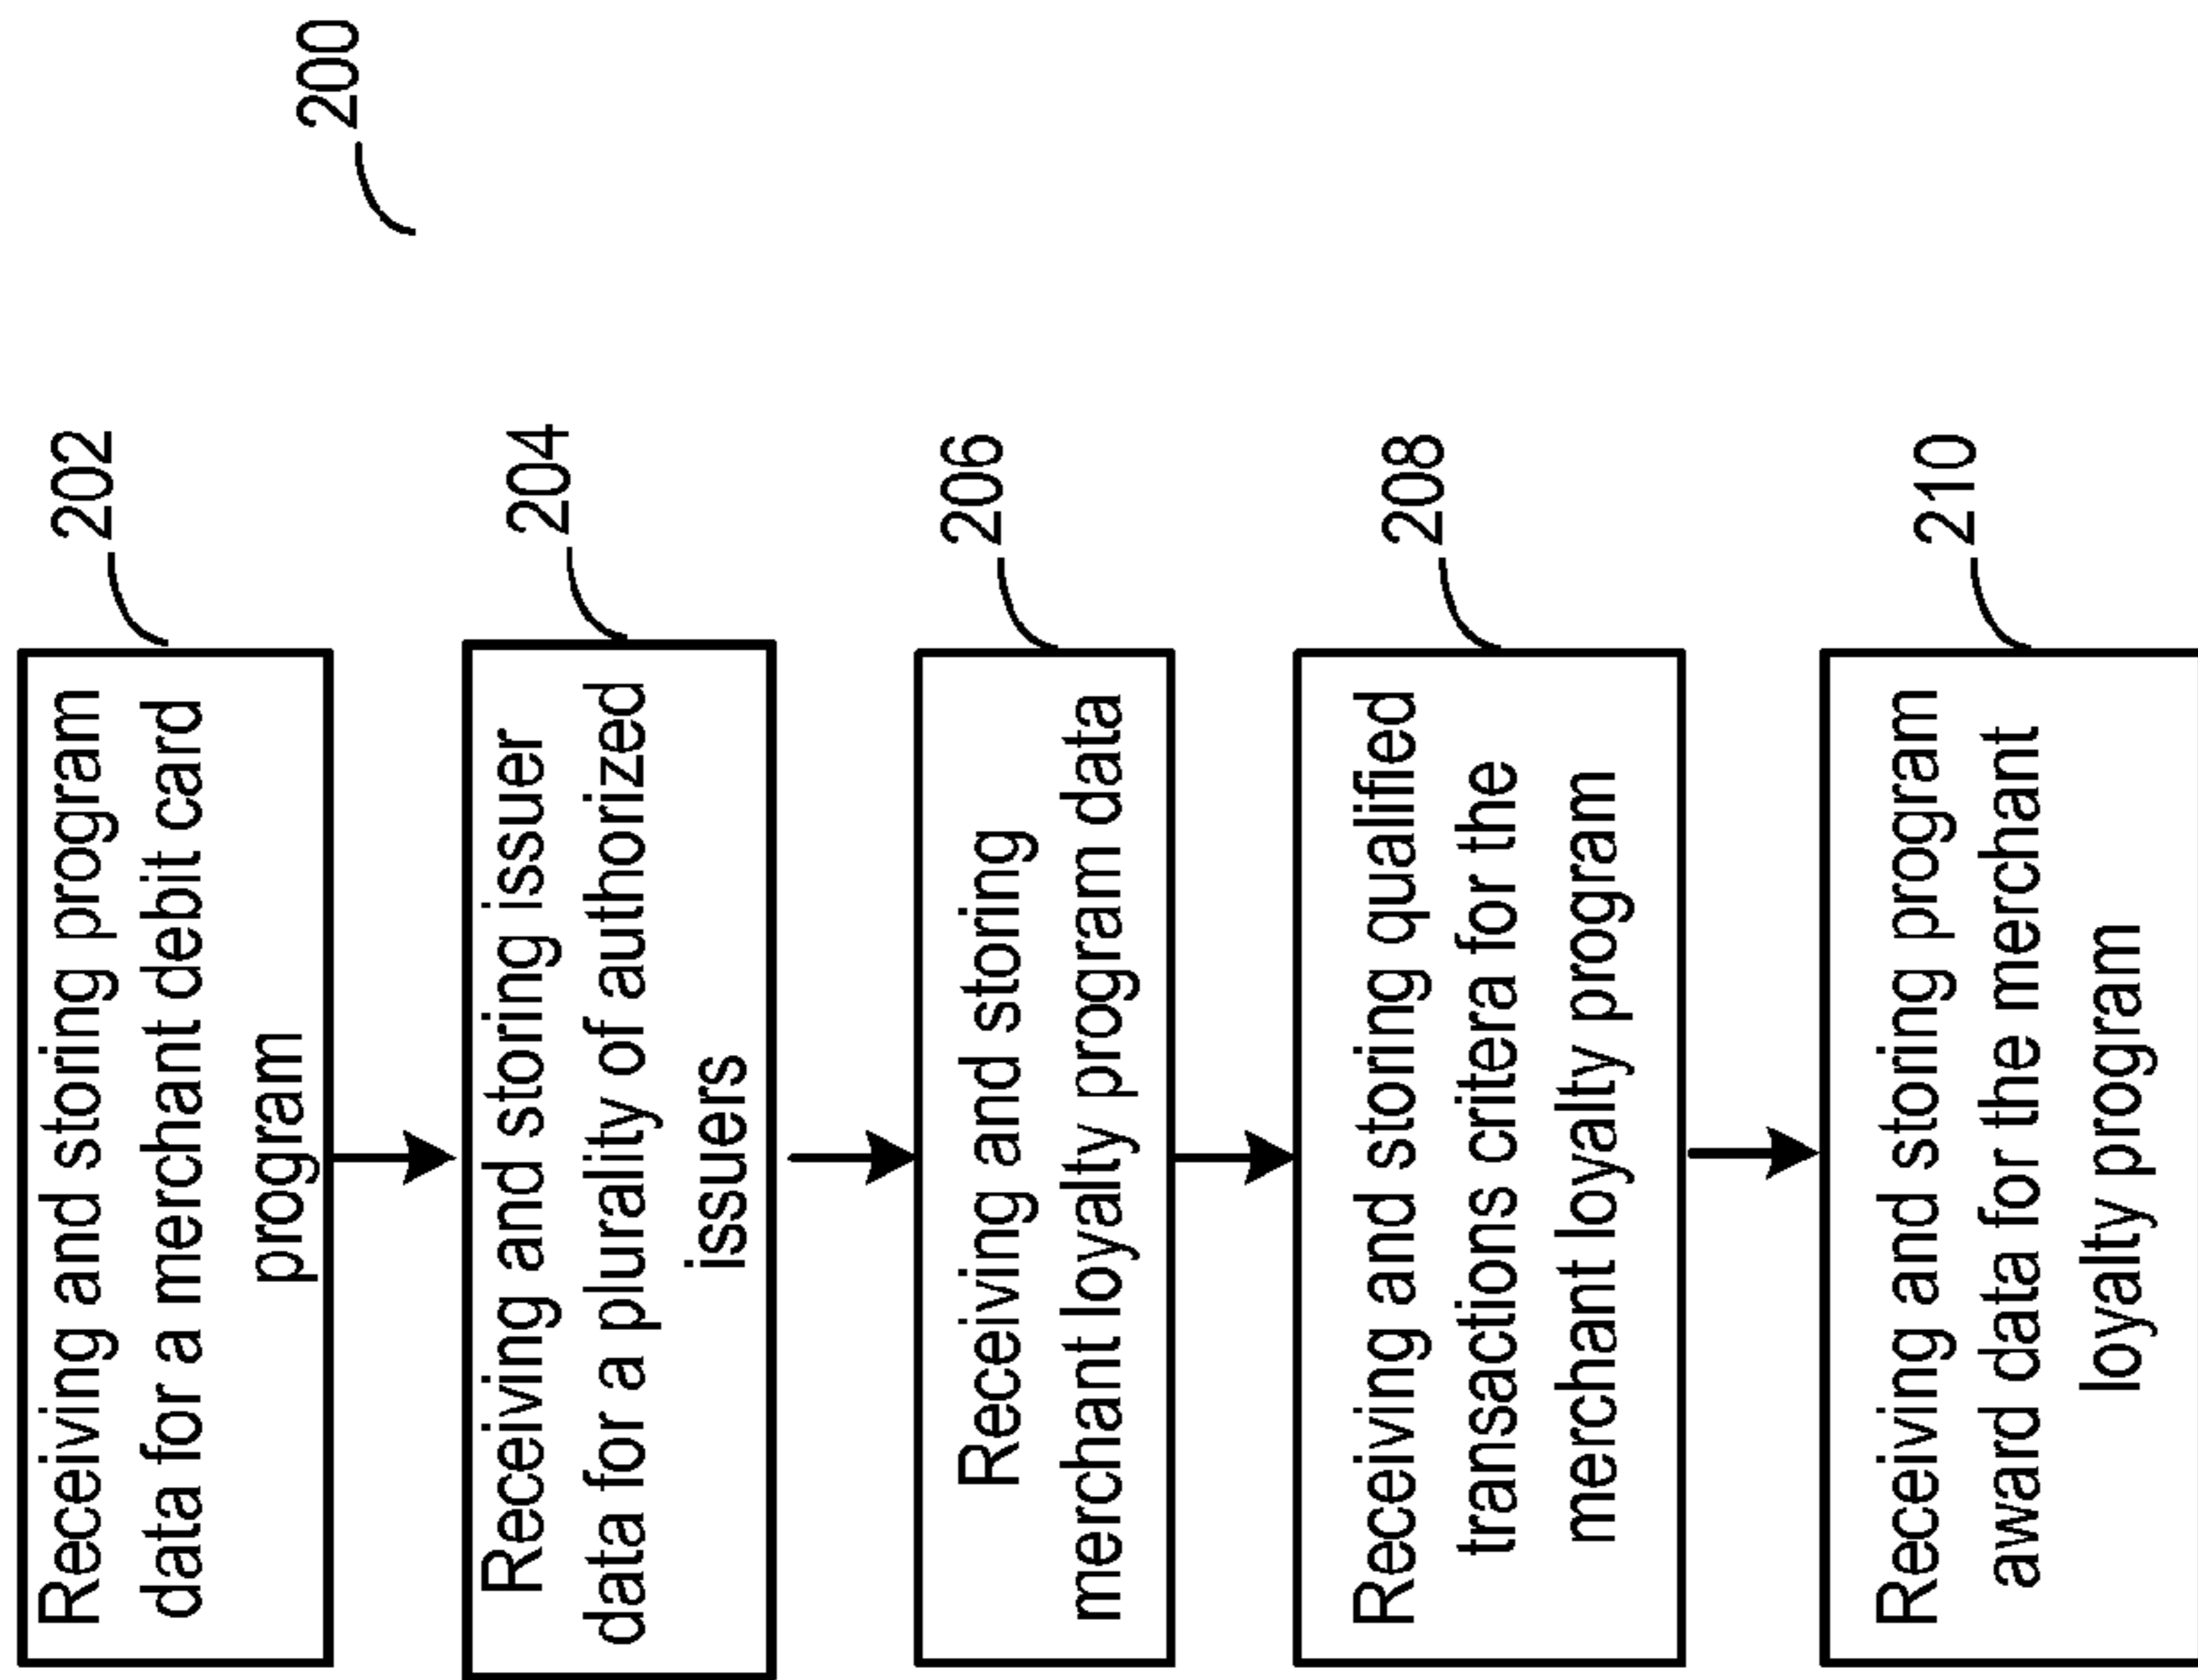 200
Receiving and storing program
data for a merchant debit card
program
202
Receiving and storing issuer
data for a plurality of authorized
issuers
204
Receiving and storing
merchant loyalty program data
206
Receiving and storing qualified
transactions critera for the
merchant loyalty program
208
Receiving and storing program
award data for the merchant
loyalty program
210